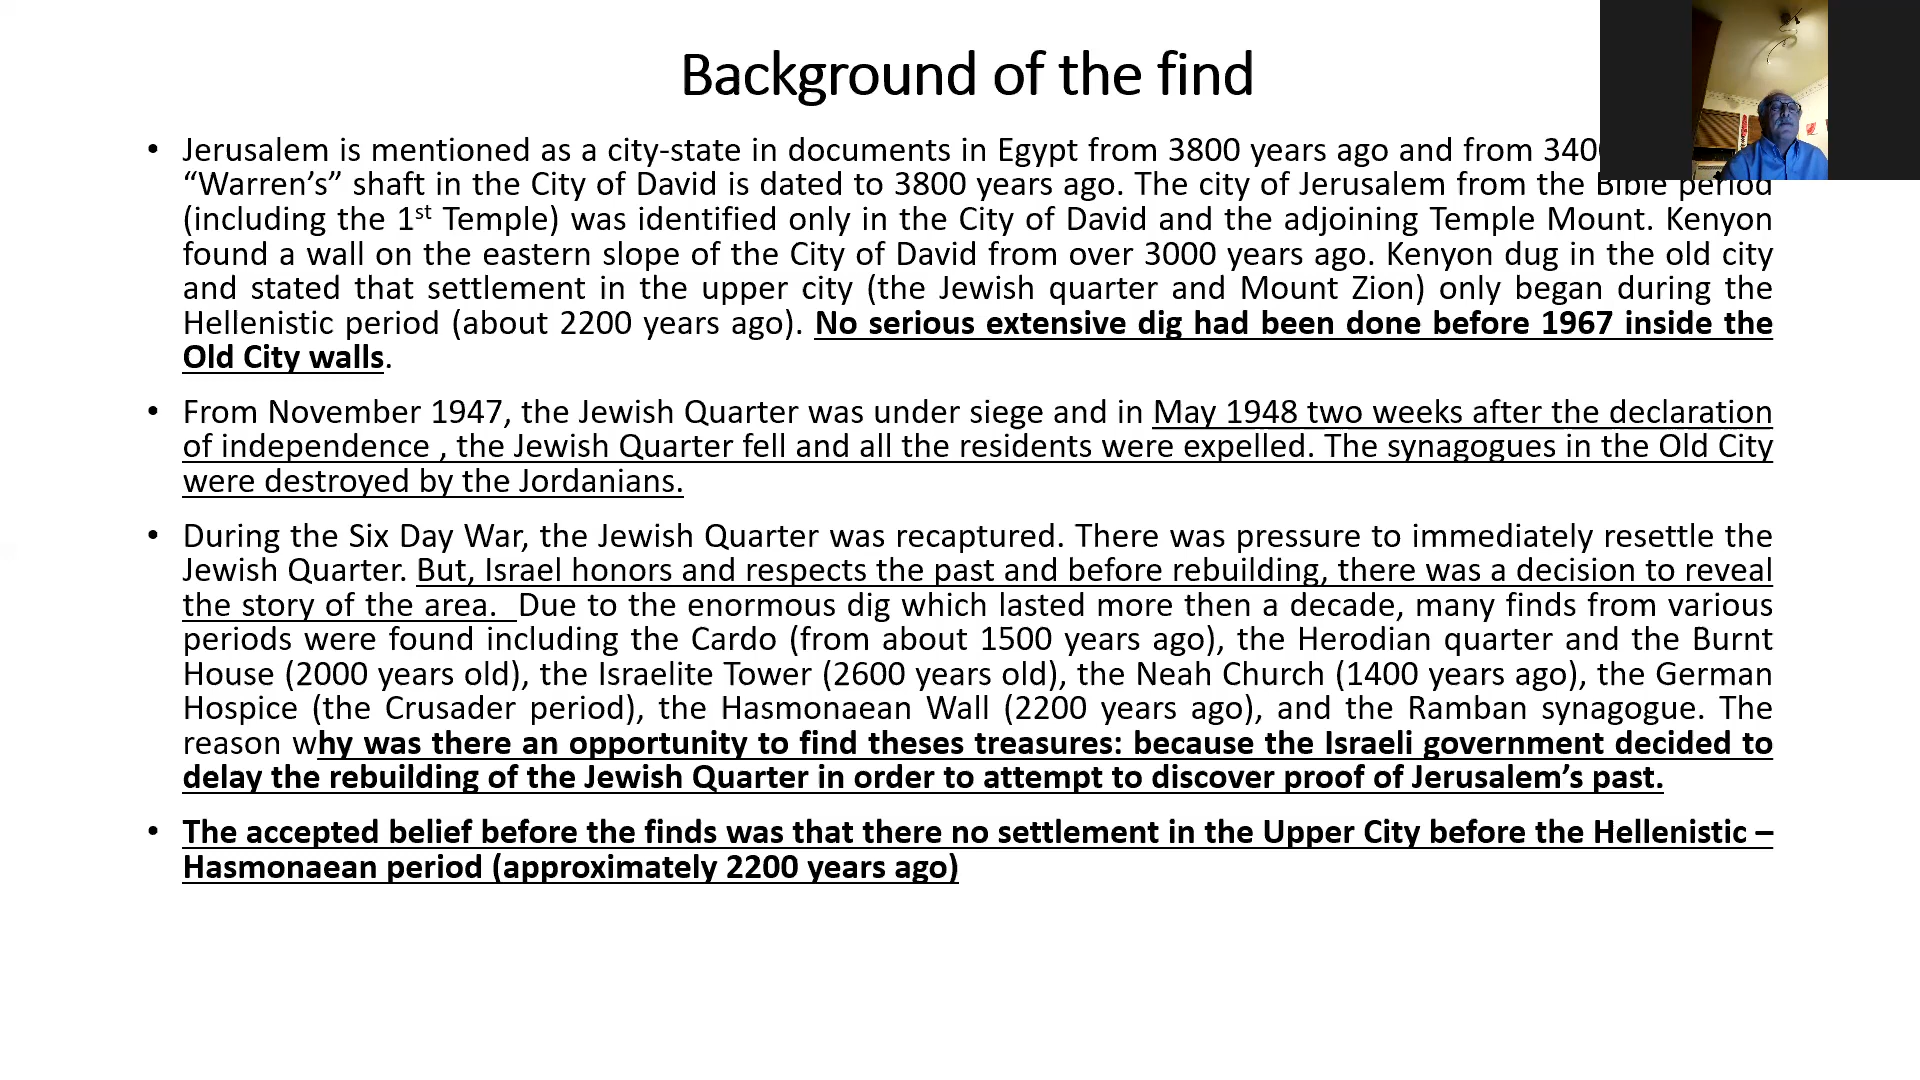 Background of the find
• Jerusalem is mentioned as a city-state in documents in Egypt from 3800 years ago and from
“Warren’s” shaft in the City of David is dated to 3800 years ago. The city of Jerusalem from the Bible period
(including the 1st Temple) was identified only in the City of David and the adjoining Temple Mount. Kenyon
found a wall on the eastern slope of the City of David from over 3000 years ago. Kenyon dug in the old city
and stated that settlement in the upper city (the Jewish quarter and Mount Zion) only began during the
Hellenistic period (about 2200 years ago). No serious extensive dig had been done before 1967 inside the
Old City walls.
• From November 1947, the Jewish Quarter was under siege and in May 1948 two weeks after the declaration
of independence , the Jewish Quarter fell and all the residents were expelled. The synagogues in the Old City
were destroyed by the Jordanians.
• During the Six Day War, the Jewish Quarter was recaptured. There was pressure to immediately resettle the
Jewish Quarter. But, Israel honors and respects the past and before rebuilding, there was a decision to reveal
the story of the area. Due to the enormous dig which lasted more then a decade, many finds from various
periods were found including the Cardo (from about 1500 years ago), the Herodian quarter and the Burnt
House (2000 years old), the Israelite Tower (2600 years old), the Neah Church (1400 years ago), the German
Hospice (the Crusader period), the Hasmonaean Wall (2200 years ago), and the Ramban synagogue. The
reason why was there an opportunity to find theses treasures: because the Israeli government decided to
delay the rebuilding of the Jewish Quarter in order to attempt to discover proof of Jerusalem’s past.
• The accepted belief before the finds was that there no settlement in the Upper City before the Hellenistic –
Hasmonaean period (approximately 2200 years ago)